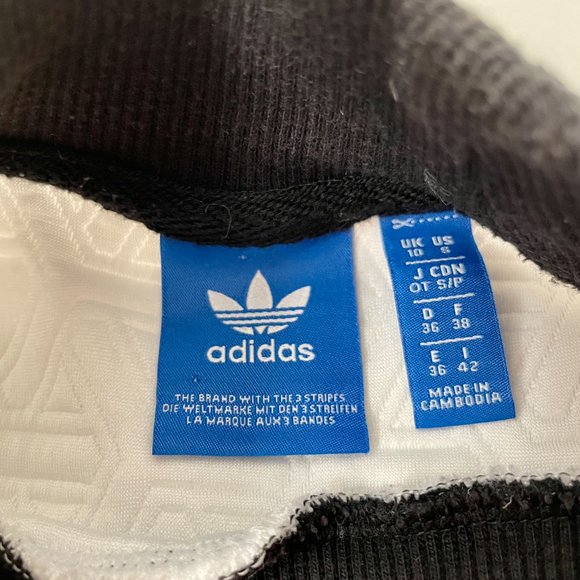 adidas
THE BRAND WITH THE 3 STRIPES
DIE WELTMARKE MIT DEN 3 STREIFEN
LA MARQUE AUX 3 BANDES
UK US
10 S
J CDN
OT S/P
D F
36 38
E I
36 42
MADE IN
CAMBODIA